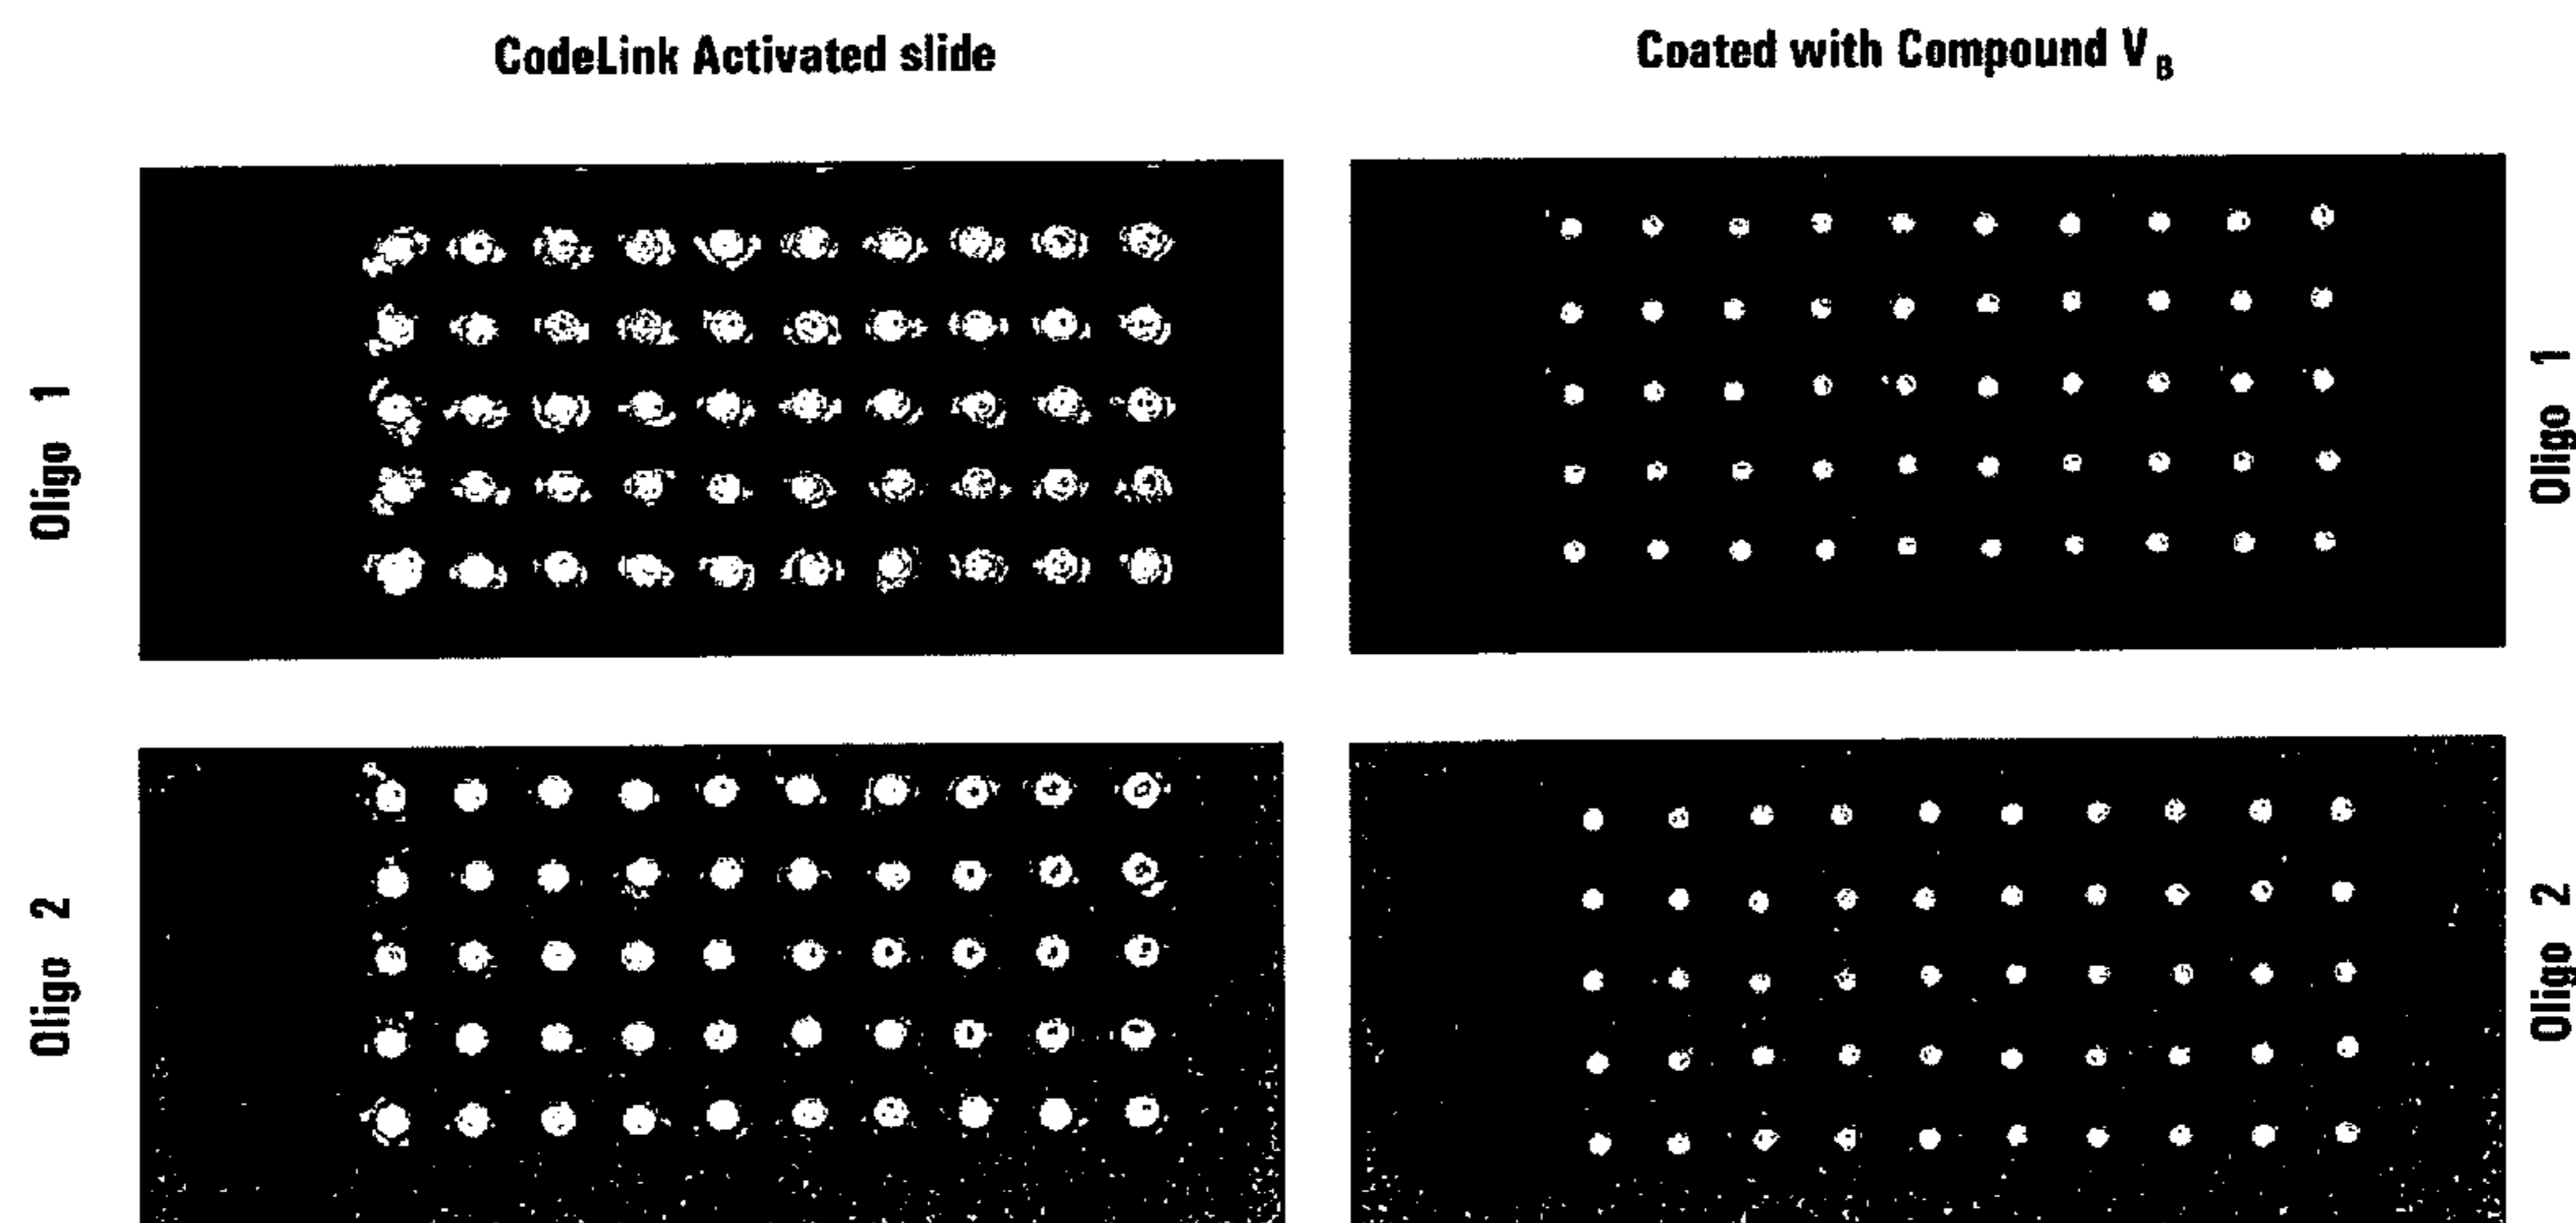 CodeLink Activated slide
Coated with Compound V_B
Oligo 1
Oligo 1
Oligo 2
Oligo 2